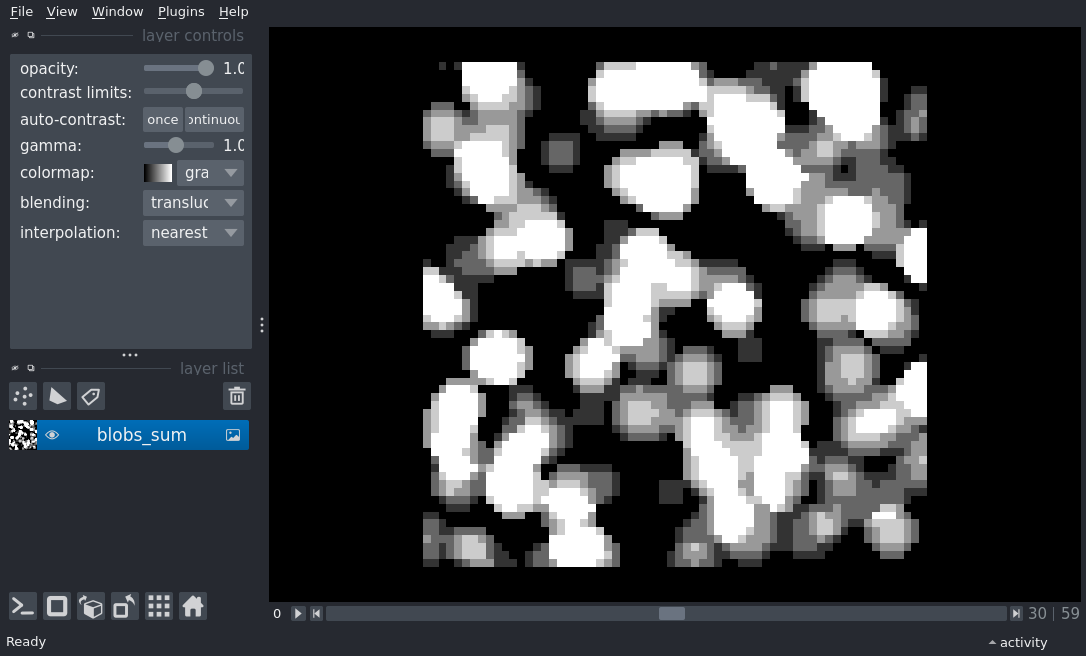 File View Window Plugins Help
layer controls
opacity: 1.0
contrast limits:
auto-contrast: once ontinuou
gamma: 1.0
colormap: gra
blending: transluc
interpolation: nearest
layer list
blobs_sum
0 30 | 59
Ready activity